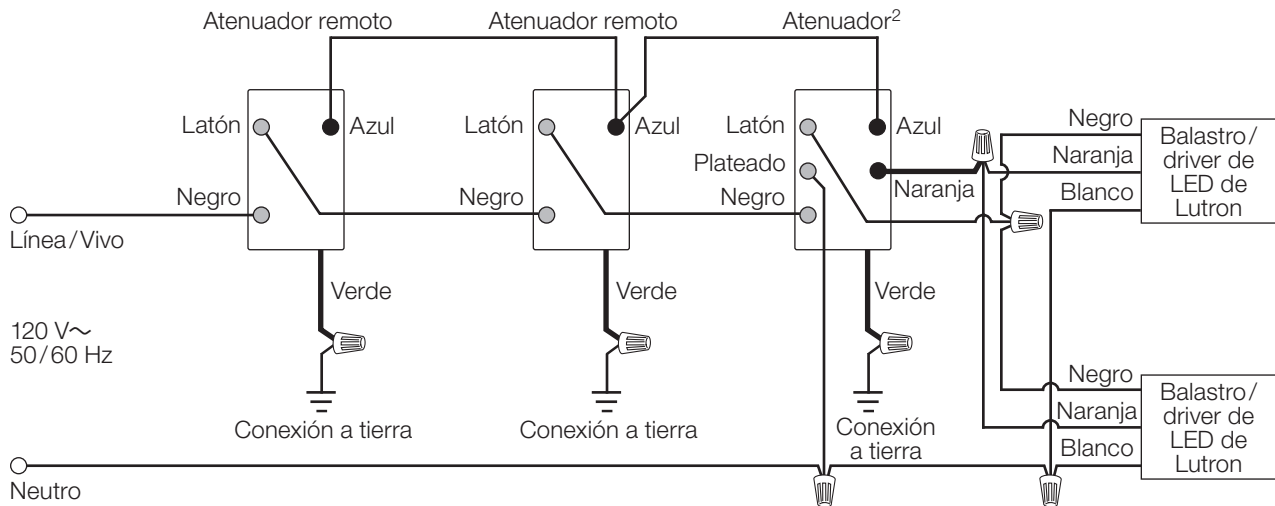 Atenuador remoto
Atenuador remoto
Atenuador²
Latón
Azul
Latón
Azul
Latón
Azul
Plateado
Negro
Negro
Negro
Naranja
Línea/Vivo
Verde
Verde
Verde
120 V~
50/60 Hz
Conexión a tierra
Conexión a tierra
Conexión
a tierra
Neutro
Negro
Naranja
Blanco
Balastro/
driver de
LED de
Lutron
Negro
Naranja
Blanco
Balastro/
driver de
LED de
Lutron